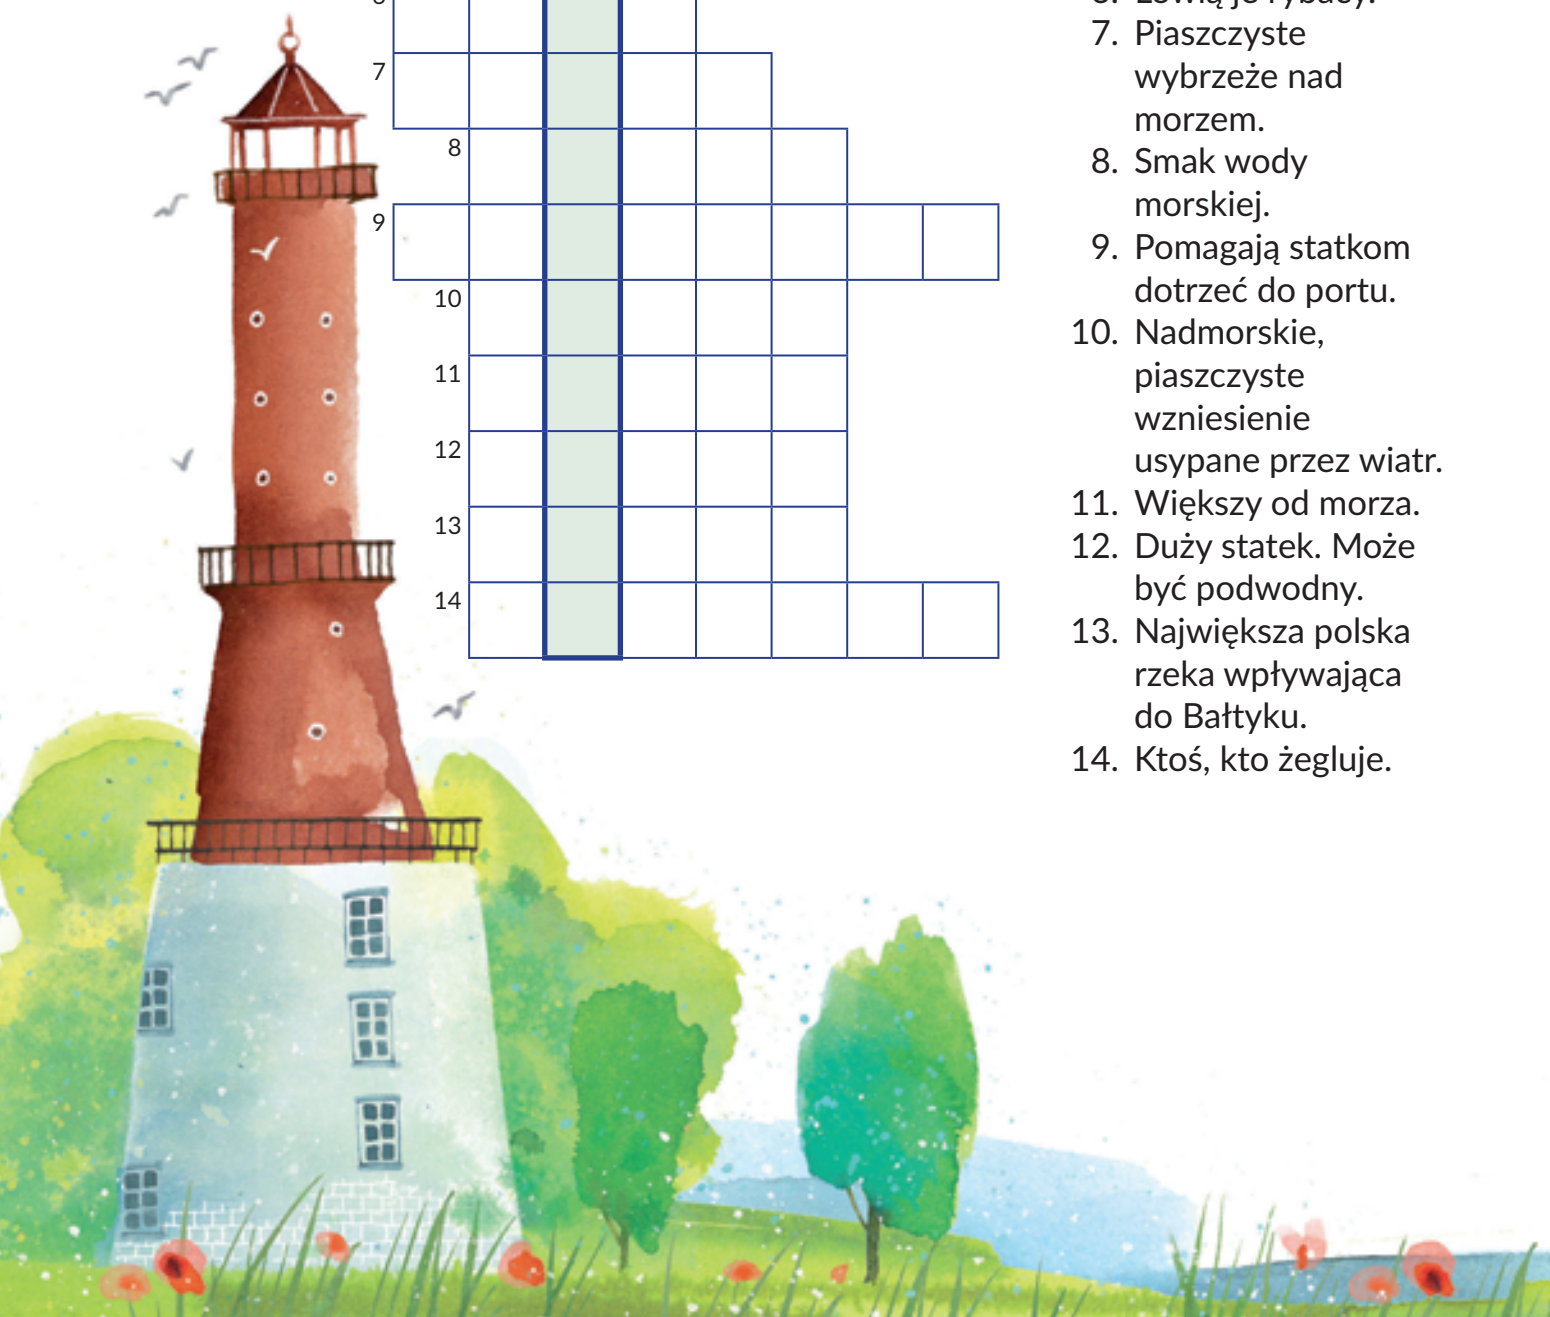 7
8
9
10
11
12
13
14
7. Piaszczyste
wybrzeże nad
morzem.
8. Smak wody
morskiej.
9. Pomagają statkom
dotrzeć do portu.
10. Nadmorskie,
piaszczyste
wzniesienie
usypane przez wiatr.
11. Większy od morza.
12. Duży statek. Może
być podwodny.
13. Największa polska
rzeka wpływająca
do Bałtyku.
14. Ktoś, kto żegluje.